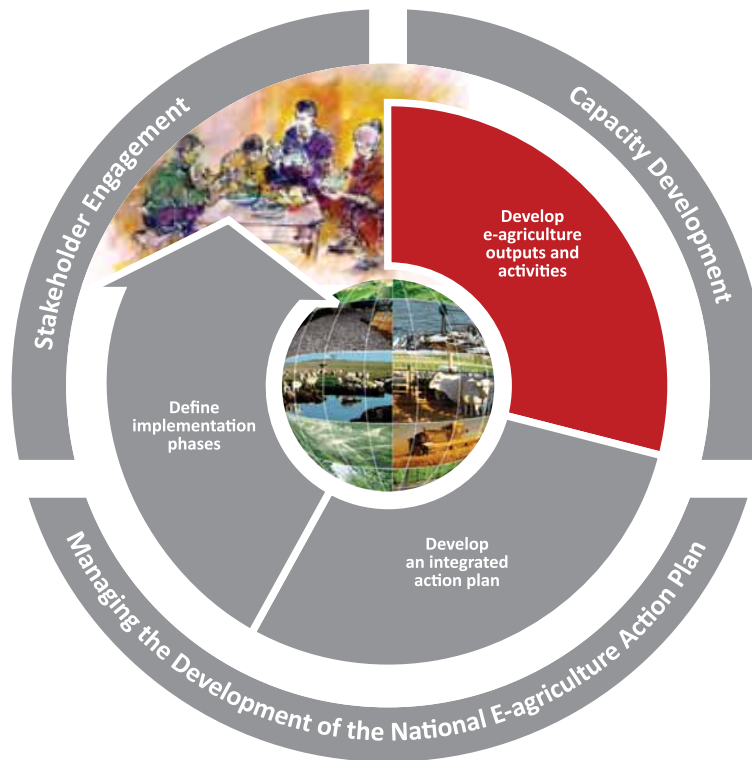 Stakeholder Engagement
Capacity Development
Develop
e-agriculture
outputs and
activities
Define
implementation
phases
Develop
an integrated
action plan
Managing the Development of the National E-agriculture Action Plan